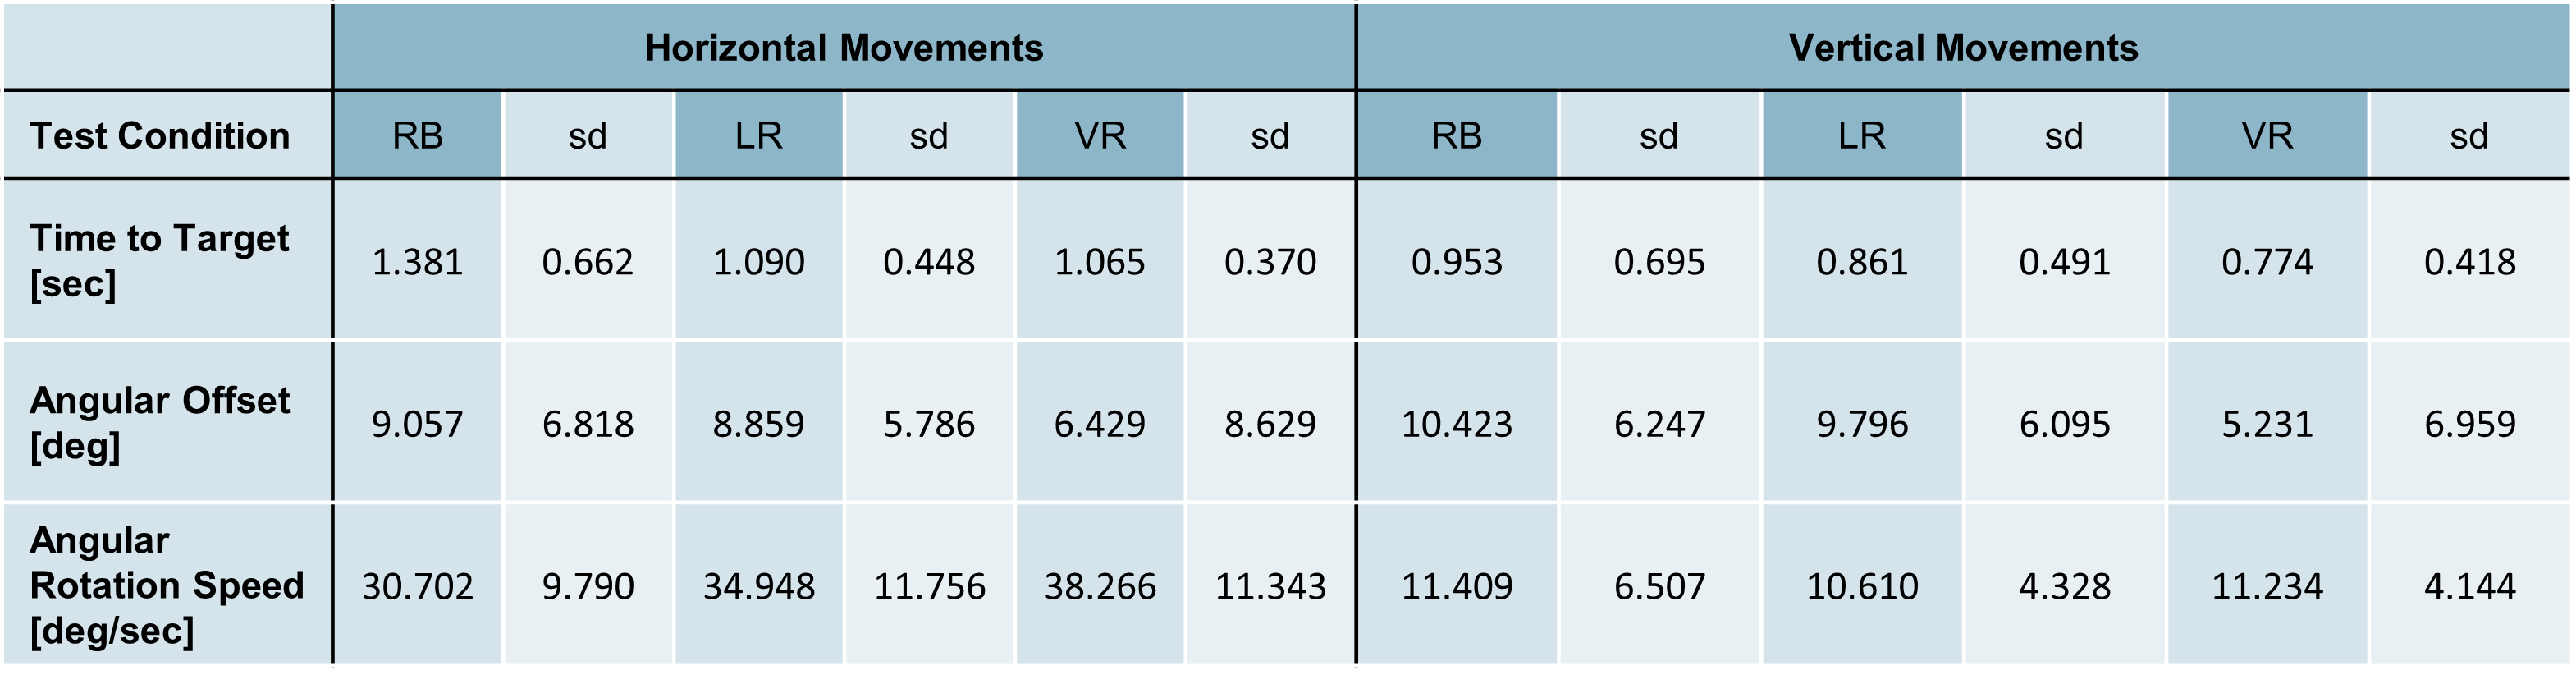 Horizontal Movements Vertical Movements
Test Condition RB sd LR sd VR sd RB sd LR sd VR sd
Time to Target
[sec] 1.381 0.662 1.090 0.448 1.065 0.370 0.953 0.695 0.861 0.491 0.774 0.418
Angular Offset
[deg] 9.057 6.818 8.859 5.786 6.429 8.629 10.423 6.247 9.796 6.095 5.231 6.959
Angular
Rotation Speed
[deg/sec] 30.702 9.790 34.948 11.756 38.266 11.343 11.409 6.507 10.610 4.328 11.234 4.144